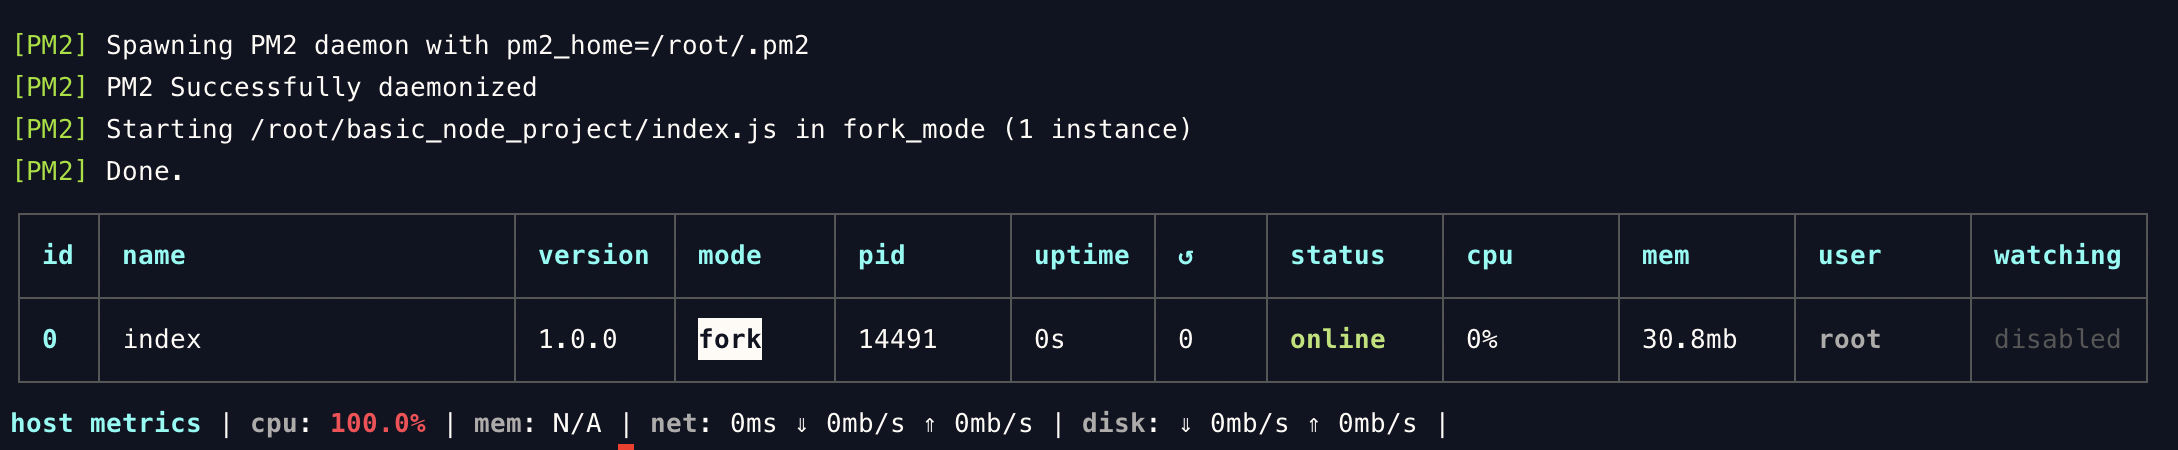 [PM2] Spawning PM2 daemon with pm2_home=/root/.pm2
[PM2] PM2 Successfully daemonized
[PM2] Starting /root/basic_node_project/index.js in fork_mode (1 instance)
[PM2] Done.
id name version mode pid uptime ↺ status cpu mem user watching
0 index 1.0.0 fork 14491 0s 0 online 0% 30.8mb root disabled
host metrics | cpu: 100.0% | mem: N/A | net: 0ms ⇓ 0mb/s ⇑ 0mb/s | disk: ⇓ 0mb/s ⇑ 0mb/s |